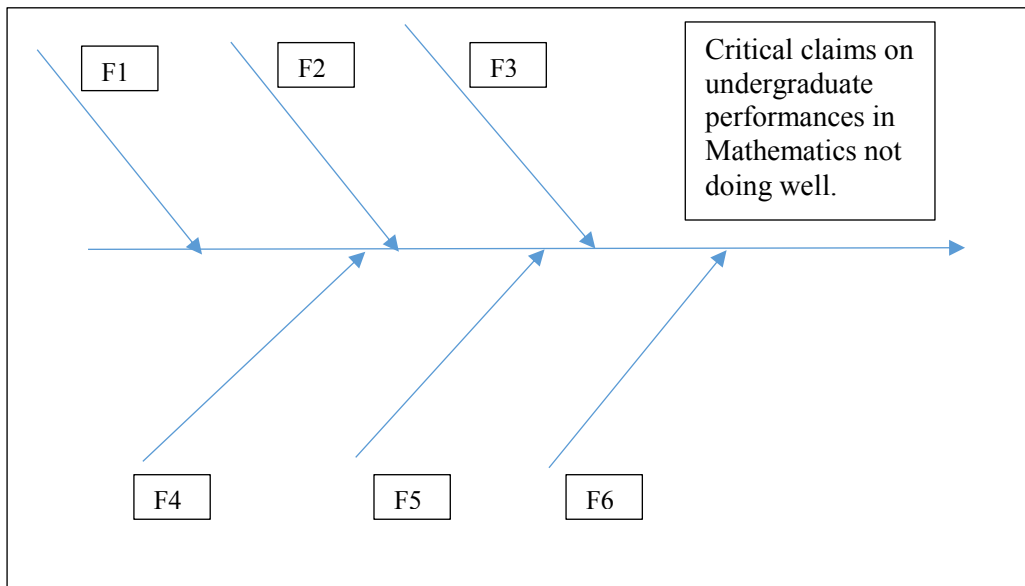 F1
F2
F3
Critical claims on
undergraduate
performances in
Mathematics not
doing well.
F4
F5
F6